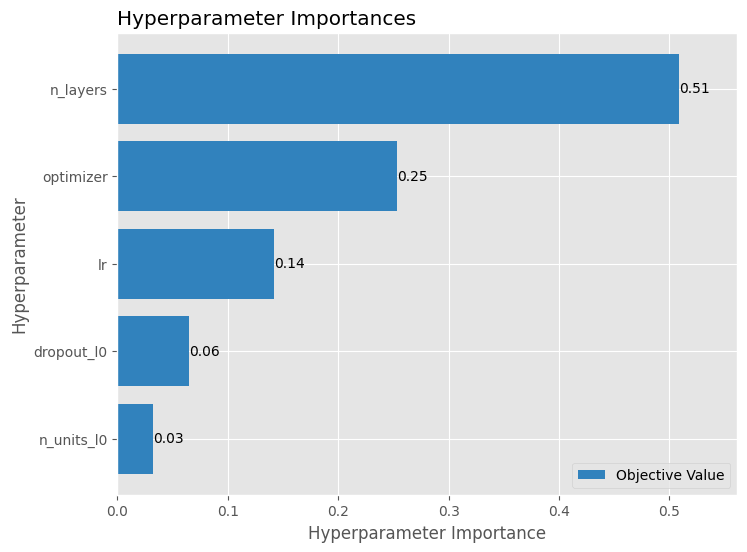 Hyperparameter Importances
n_layers
0.51
optimizer
0.25
lr
0.14
dropout_l0
0.06
n_units_l0
0.03
Hyperparameter
Objective Value
0.0 0.1 0.2 0.3 0.4 0.5
Hyperparameter Importance